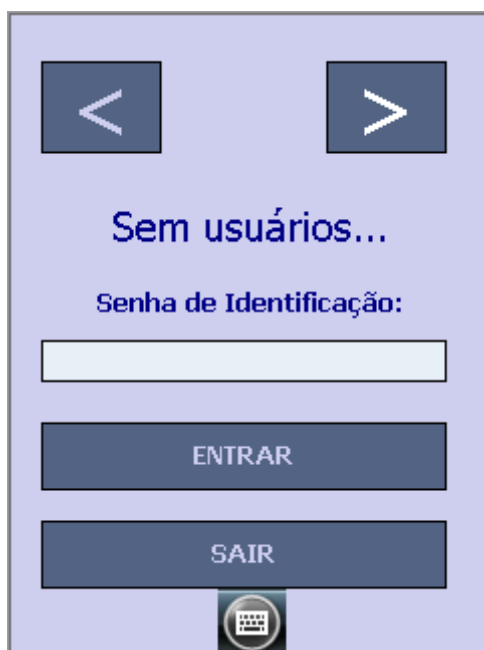 < >
Sem usuários...
Senha de Identificação:
ENTRAR
SAIR